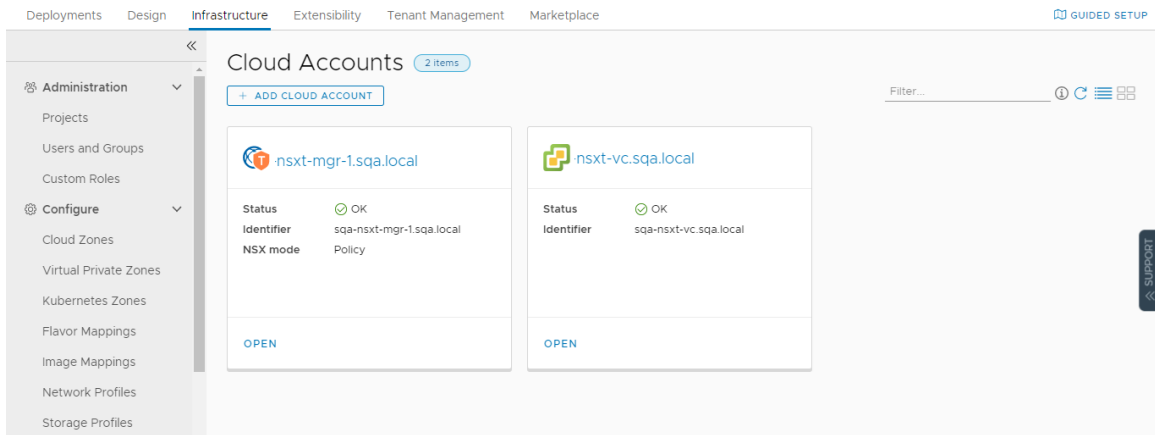 Deployments Design Infrastructure Extensibility Tenant Management Marketplace GUIDED SETUP
Administration
Projects
Users and Groups
Custom Roles
Configure
Cloud Zones
Virtual Private Zones
Kubernetes Zones
Flavor Mappings
Image Mappings
Network Profiles
Storage Profiles
Cloud Accounts 2 items
+ ADD CLOUD ACCOUNT
Filter...
T nsxt-mgr-1.sqa.local
Status OK
Identifier sqa-nsxt-mgr-1.sqa.local
NSX mode Policy
OPEN
nsxt-vc.sqa.local
Status OK
Identifier sqa-nsxt-vc.sqa.local
OPEN
SUPPORT